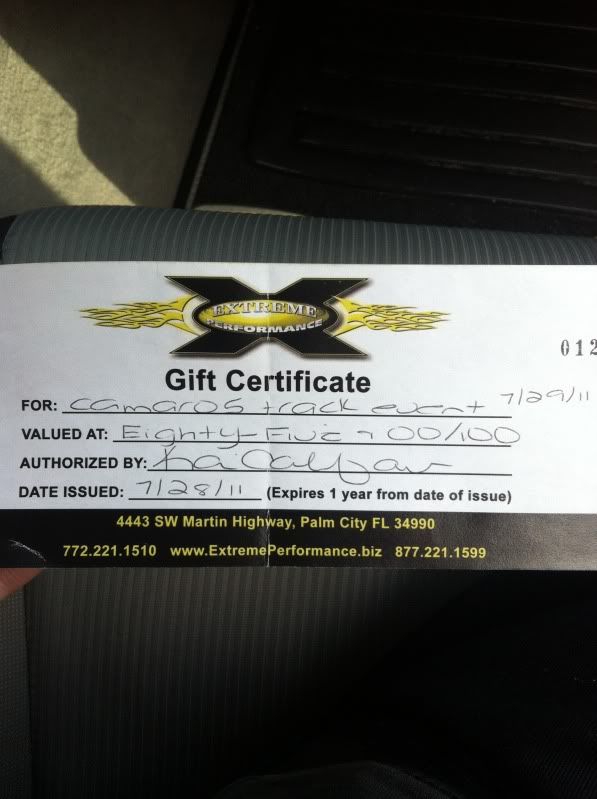 EXTREME
PERFORMANCE
012
Gift Certificate
FOR: Camaro5 track event 7/29/11
VALUED AT: Eighty-Five & 00/100
AUTHORIZED BY:
DATE ISSUED: 7/28/11 (Expires 1 year from date of issue)
4443 SW Martin Highway, Palm City FL 34990
772.221.1510 www.ExtremePerformance.biz 877.221.1599